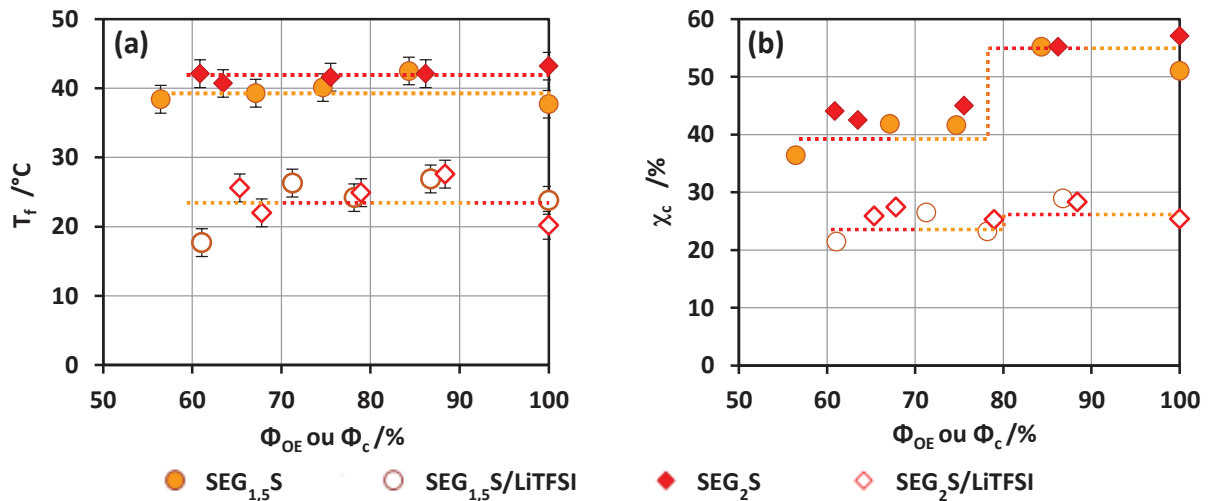 (a)
50
40
30
20
10
0
T_f /°C
50 60 70 80 90 100
Φ_OE ou Φ_c /%
(b)
60
50
40
30
20
10
0
χ_c /%
50 60 70 80 90 100
Φ_OE ou Φ_c /%
SEG_1,5S SEG_1,5S/LiTFSI SEG_2S SEG_2S/LiTFSI